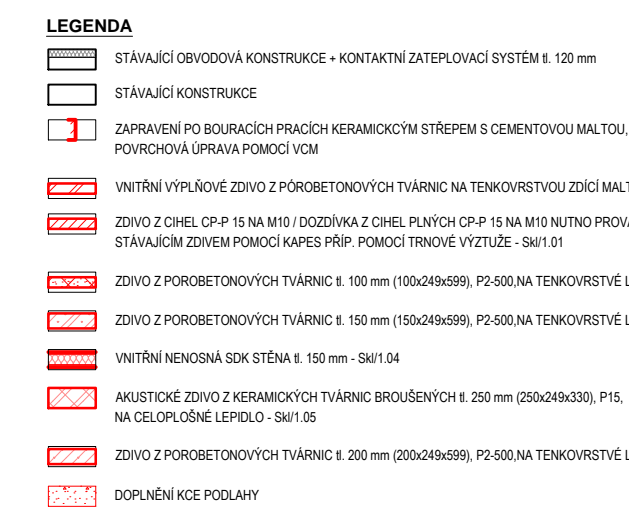 LEGENDA
STÁVAJÍCÍ OBVODOVÁ KONSTRUKCE + KONTAKTNÍ ZATEPLOVACÍ SYSTÉM tl. 120 mm
STÁVAJÍCÍ KONSTRUKCE
ZAPRAVENÍ PO BOURACÍCH PRACÍCH KERAMICKCÝM STŘEPEM S CEMENTOVOU MALTOU,
POVRCHOVÁ ÚPRAVA POMOCÍ VCM
VNITŘNÍ VÝPLŇOVÉ ZDIVO Z PÓROBETONOVÝCH TVÁRNIC NA TENKOVRSTVOU ZDÍCÍ MALT
ZDIVO Z CIHEL CP-P 15 NA M10 / DOZDÍVKA Z CIHEL PLNÝCH CP-P 15 NA M10 NUTNO PROVÁ
STÁVAJÍCÍM ZDIVEM POMOCÍ KAPES PŘÍP. POMOCÍ TRNOVÉ VÝZTUŽE - Skl/1.01
ZDIVO Z POROBETONOVÝCH TVÁRNIC tl. 100 mm (100x249x599), P2-500,NA TENKOVRSTVÉ L
ZDIVO Z POROBETONOVÝCH TVÁRNIC tl. 150 mm (150x249x599), P2-500,NA TENKOVRSTVÉ L
VNITŘNÍ NENOSNÁ SDK STĚNA tl. 150 mm - Skl/1.04
AKUSTICKÉ ZDIVO Z KERAMICKÝCH TVÁRNIC BROUŠENÝCH tl. 250 mm (250x249x330), P15,
NA CELOPLOŠNÉ LEPIDLO - Skl/1.05
ZDIVO Z POROBETONOVÝCH TVÁRNIC tl. 200 mm (200x249x599), P2-500,NA TENKOVRSTVÉ L
DOPLNĚNÍ KCE PODLAHY